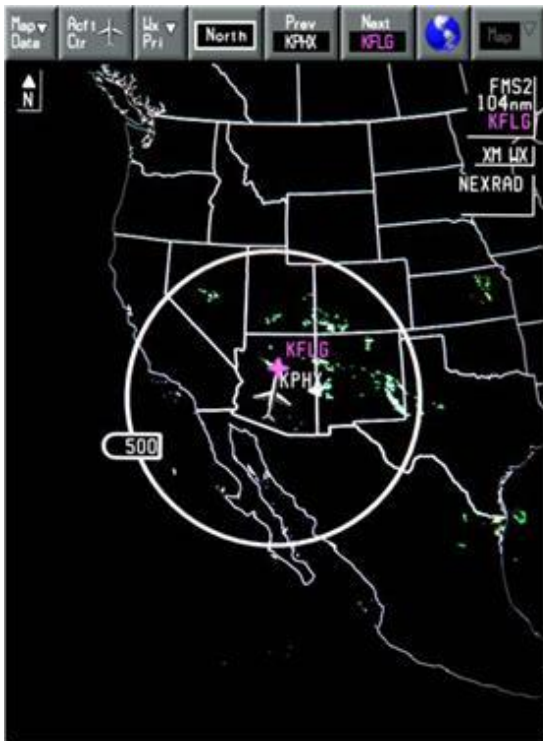 Map
Data
Acft
Ctr
Wx
Pri
North
Prev
KPHX
Next
KFLG
Map
N
FMS2
104nm
KFLG
XM WX
NEXRAD
KFLG
KPHX
500